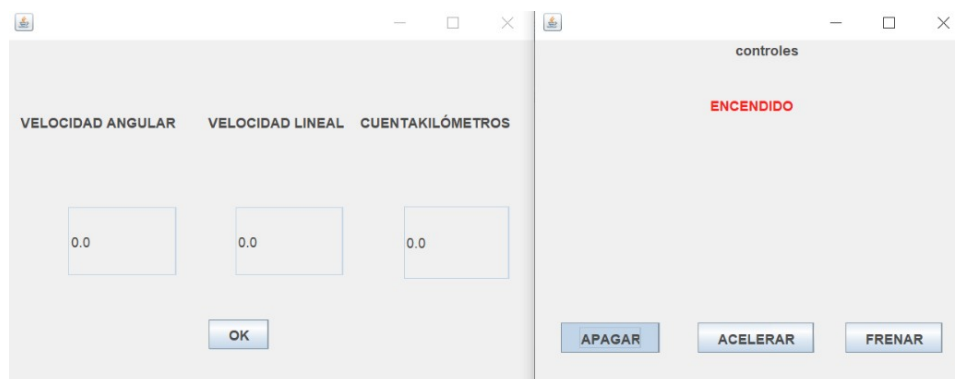 VELOCIDAD ANGULAR
VELOCIDAD LINEAL
CUENTAKILÓMETROS
0.0
0.0
0.0
OK
controles
ENCENDIDO
APAGAR
ACELERAR
FRENAR